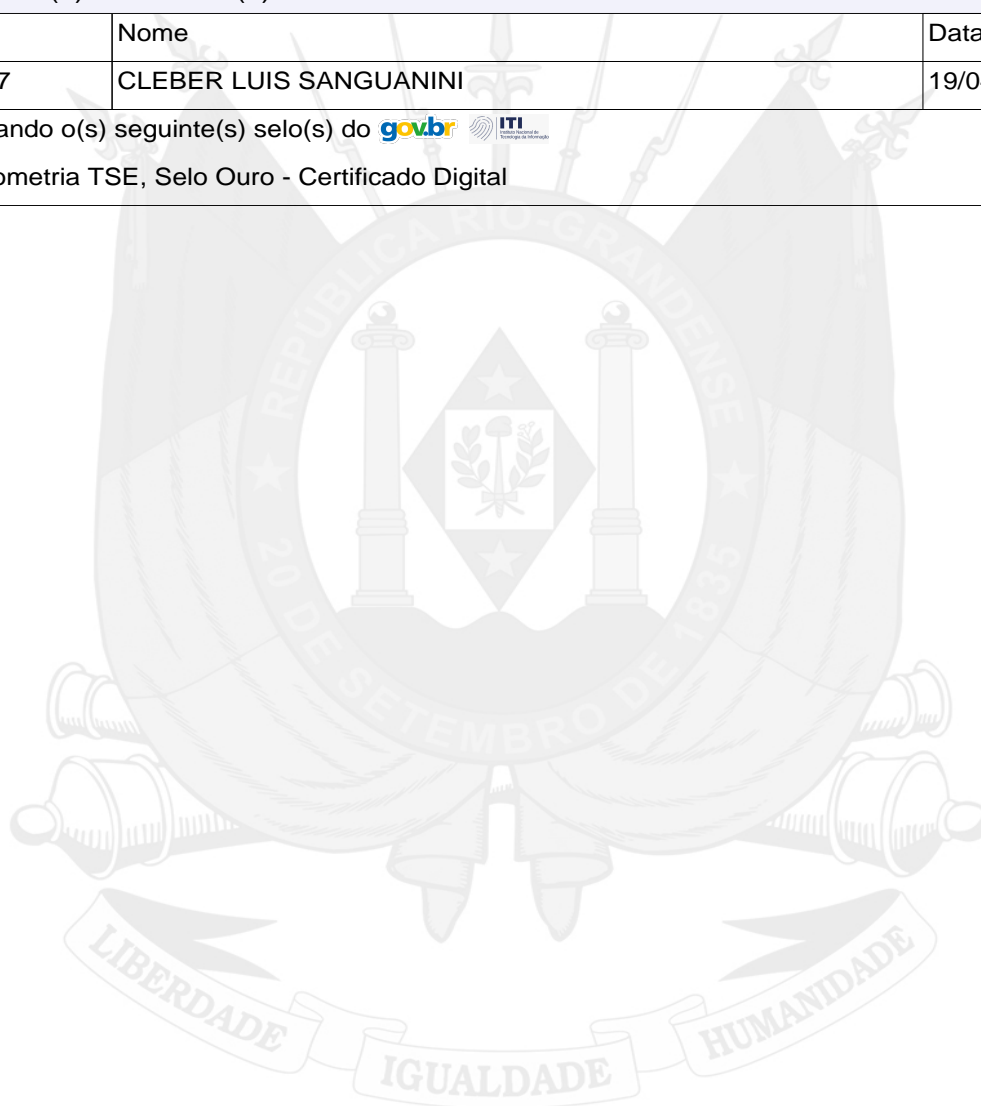 Nome Data
7 CLEBER LUIS SANGUANINI 19/0
ando o(s) seguinte(s) selo(s) do gov.br ITI
ometria TSE, Selo Ouro - Certificado Digital
REPÚBLICA RIO-GRANDENSE
20 DE SETEMBRO DE 1835
LIBERDADE IGUALDADE HUMANIDADE